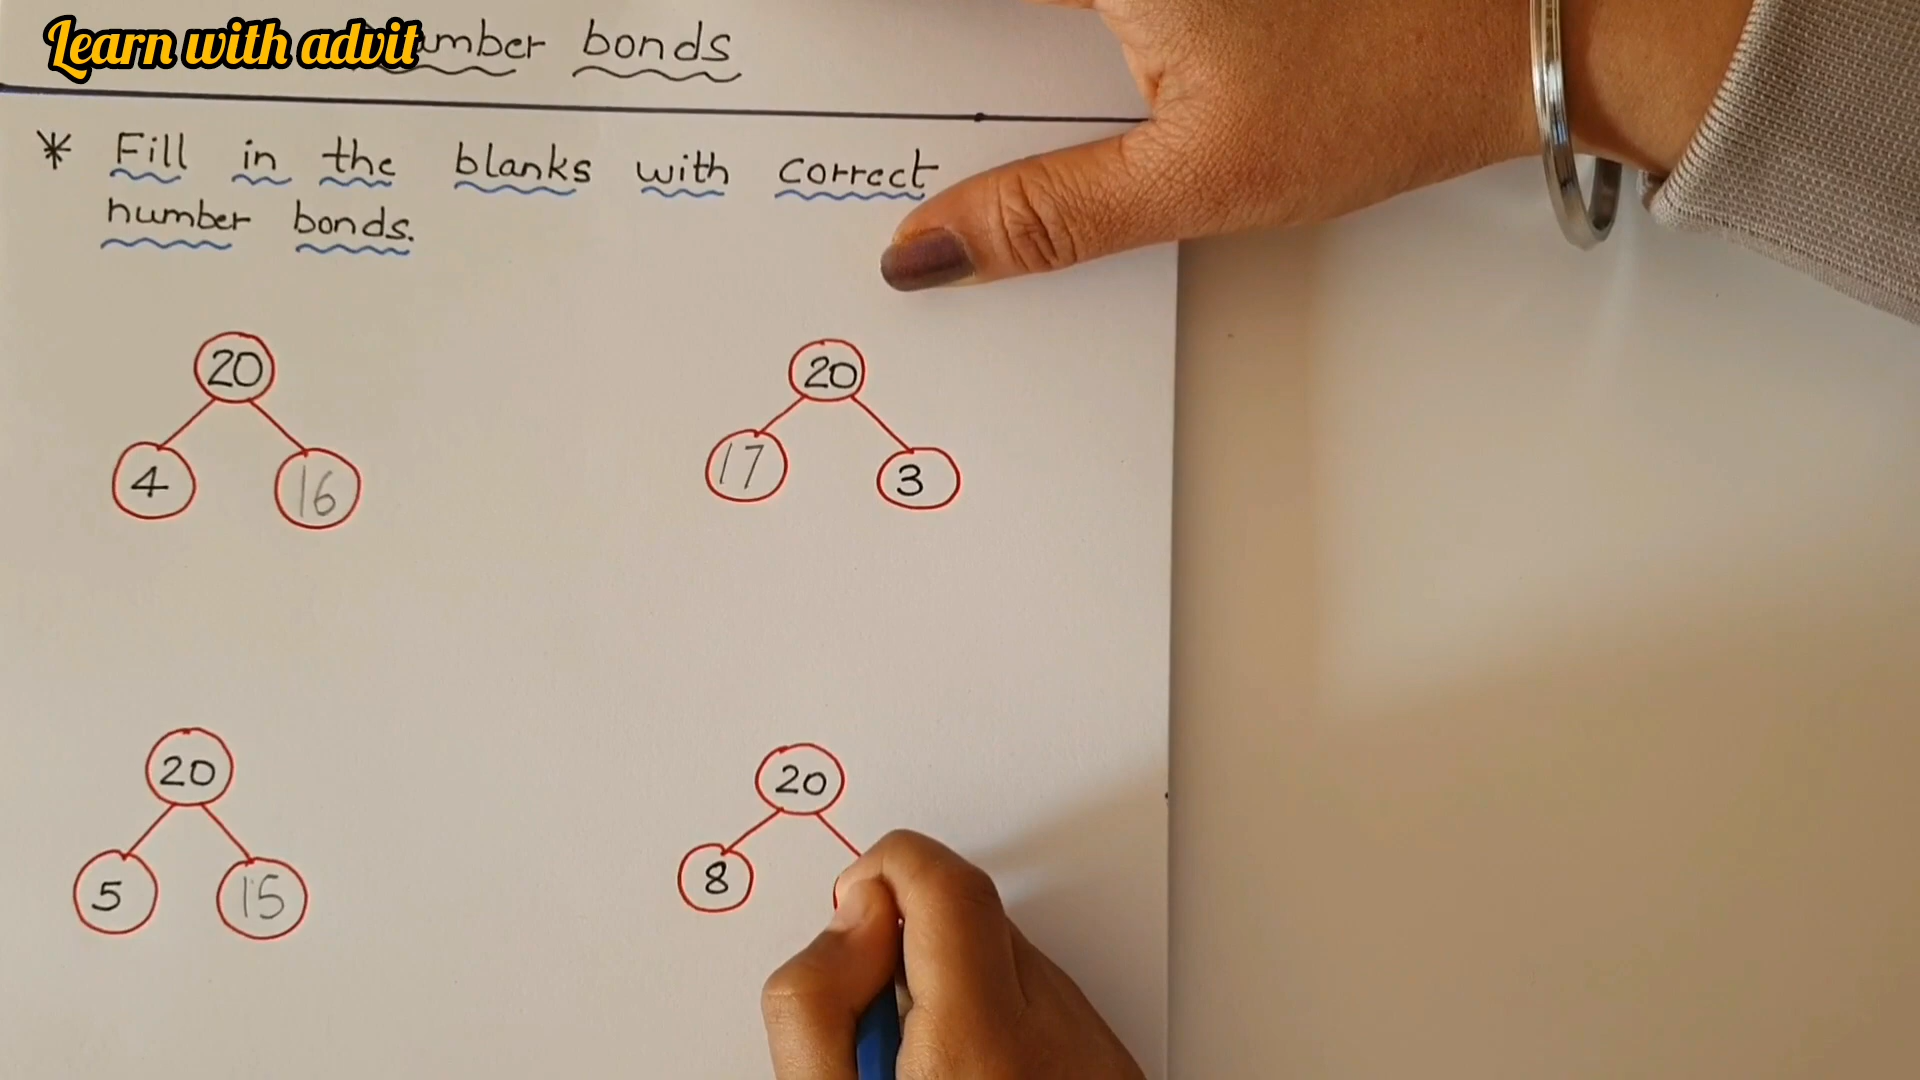 Learn with advit
bonds
* Fill in the blanks with correct
number bonds.
20
20
4
16
17
3
20
20
5
15
8